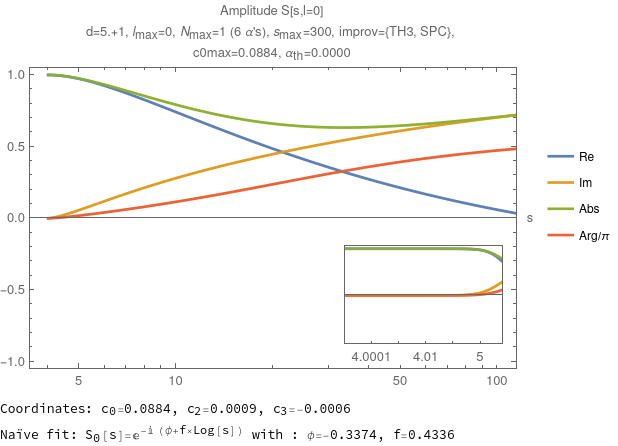 Amplitude S[s,l=0]
d=5.+1, lmax=0, Nmax=1 (6 α's), smax=300, improv={TH3, SPC},
c0max=0.0884, αth=0.0000
1.0
0.5
0.0
-0.5
-1.0
s
5
10
50
100
4.0001
4.01
5
Re
Im
Abs
Arg/π
Coordinates: c0=0.0884, c2=0.0009, c3=-0.0006
Naïve fit: S0[s]=e^-i (ϕ+f×Log[s]) with : ϕ=-0.3374, f=0.4336